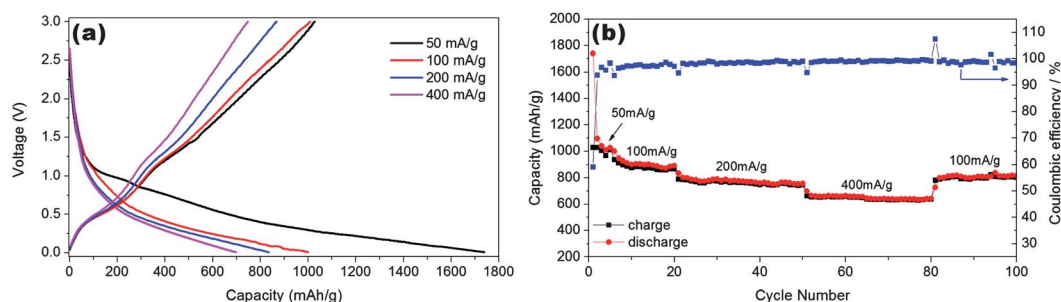 (a)
50 mA/g
100 mA/g
200 mA/g
400 mA/g
Voltage (V)
3.0
2.5
2.0
1.5
1.0
0.5
0.0
0 200 400 600 800 1000 1200 1400 1600 1800
Capacity (mAh/g)
(b)
Capacity (mAh/g)
2000
1800
1600
1400
1200
1000
800
600
400
200
0
50mA/g
100mA/g
200mA/g
400mA/g
100mA/g
charge
discharge
110
100
90
80
70
60
50
40
30
Coulombic efficiency / %
0 20 40 60 80 100
Cycle Number